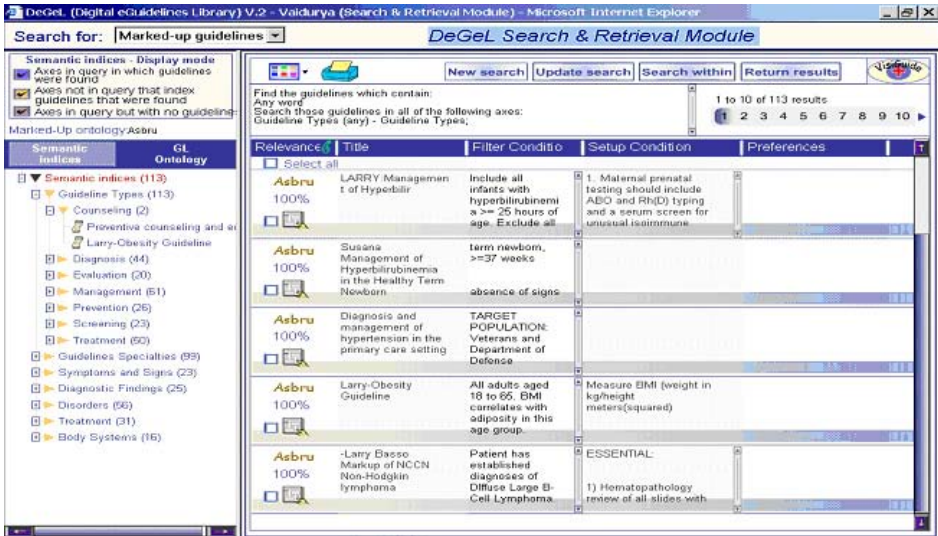 DeGeL (Digital eGuidelines Library) V.2 - Vaidurya (Search & Retrieval Module) - Microsoft Internet Explorer
Search for: Marked-up guidelines
DeGeL Search & Retrieval Module
Semantic indices - Display mode
Axes in query in which guidelines
were found
Axes not in query that index
guidelines that were found
Axes in query but with no guideline
Marked-Up ontology:Asbru
Semantic
indices
GL
Ontology
Semantic indices (113)
Guideline Types (113)
Counseling (2)
Preventive counseling and
Larry-Obesity Guideline
Diagnosis (44)
Evaluation (20)
Management (61)
Prevention (26)
Screening (23)
Treatment (50)
Guidelines Specialties (99)
Symptoms and Signs (23)
Diagnostic Findings (25)
Disorders (56)
Treatment (31)
Body Systems (16)
New search Update search Search within Return results
Find the guidelines which contain:
Any word
Search those guidelines in all of the following axes:
Guideline Types (any) - Guideline Types;
1 to 10 of 113 results
1 2 3 4 5 6 7 8 9 10
Relevance Title Filter Conditio Setup Condition Preferences
Select all
Asbru
100%
LARRY:Managemen
t of Hyperbilir
Include all
infants with
hyperbilirubinemi
a >= 25 hours of
age. Exclude all
1. Maternal prenatal
testing should include
ABO and Rh(D) typing
and a serum screen for
unusual isoimmune
Asbru
100%
Susana
Management of
Hyperbilirubinemia
in the Healthy Term
Newborn
term newborn,
>=37 weeks
absence of signs
Asbru
100%
Diagnosis and
management of
hypertension in the
primary care setting
TARGET
POPULATION:
Veterans and
Department of
Defense
Asbru
100%
Larry-Obesity
Guideline
All adults aged
18 to 65. BMI
correlates with
adiposity in this
age group.
Measure BMI (weight in
kg/height
meters(squared)
Asbru
100%
-Larry Basso
Markup of NCCN
Non-Hodgkin
lymphoma
Patient has
established
diagnoses of
Diffuse Large B-
Cell Lymphoma.
ESSENTIAL:
1) Hematopathology
review of all slides with